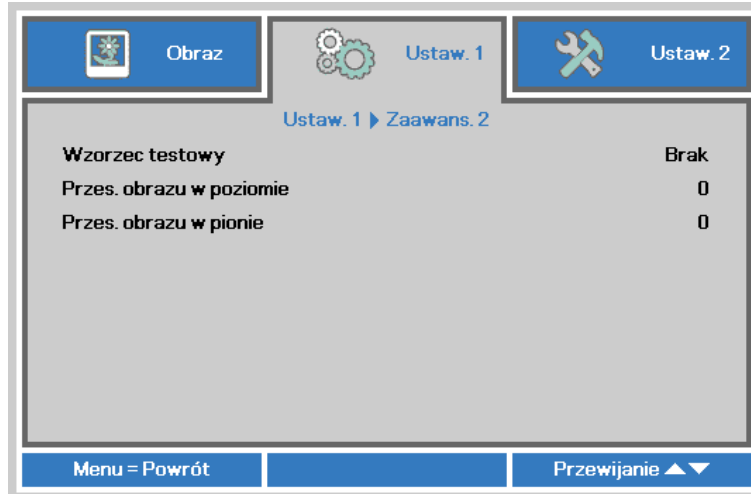 Obraz
Ustaw. 1
Ustaw. 2
Ustaw. 1 ▶ Zaawans. 2
Wzorzec testowy Brak
Przes. obrazu w poziomie 0
Przes. obrazu w pionie 0
Menu = Powrót
Przewijanie ▲▼